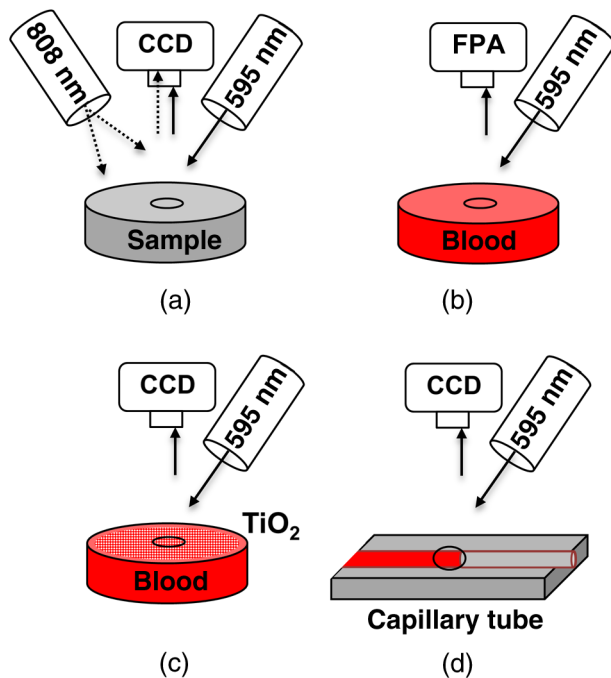 808 nm
CCD
595 nm
Sample
(a)
FPA
595 nm
Blood
(b)
CCD
595 nm
TiO2
Blood
(c)
CCD
595 nm
Capillary tube
(d)